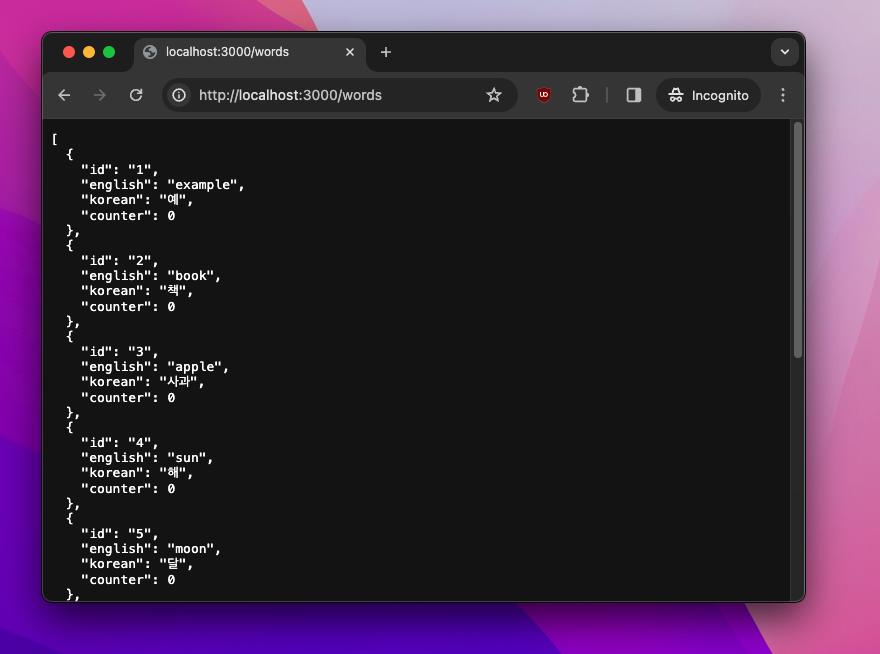 localhost:3000/words
http://localhost:3000/words
Incognito
[
  {
    "id": "1",
    "english": "example",
    "korean": "예",
    "counter": 0
  },
  {
    "id": "2",
    "english": "book",
    "korean": "책",
    "counter": 0
  },
  {
    "id": "3",
    "english": "apple",
    "korean": "사과",
    "counter": 0
  },
  {
    "id": "4",
    "english": "sun",
    "korean": "해",
    "counter": 0
  },
  {
    "id": "5",
    "english": "moon",
    "korean": "달",
    "counter": 0
  },